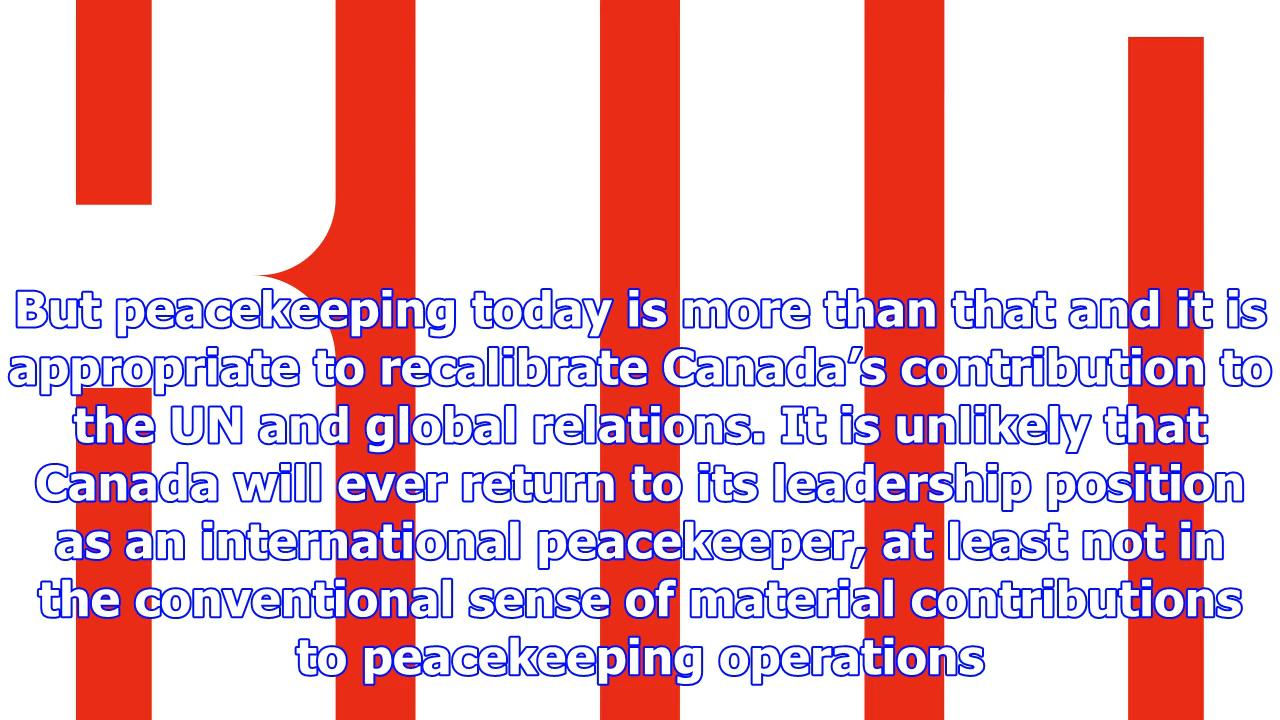 But peacekeeping today is more than that and it is
appropriate to recalibrate Canada’s contribution to
the UN and global relations. It is unlikely that
Canada will ever return to its leadership position
as an international peacekeeper, at least not in
the conventional sense of material contributions
to peacekeeping operations